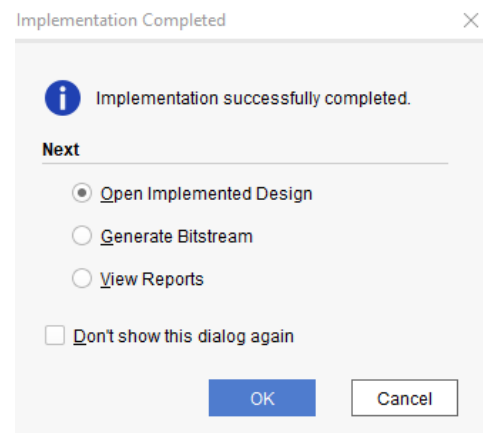 Implementation Completed
Implementation successfully completed.
Next
Open Implemented Design
Generate Bitstream
View Reports
Don't show this dialog again
OK
Cancel